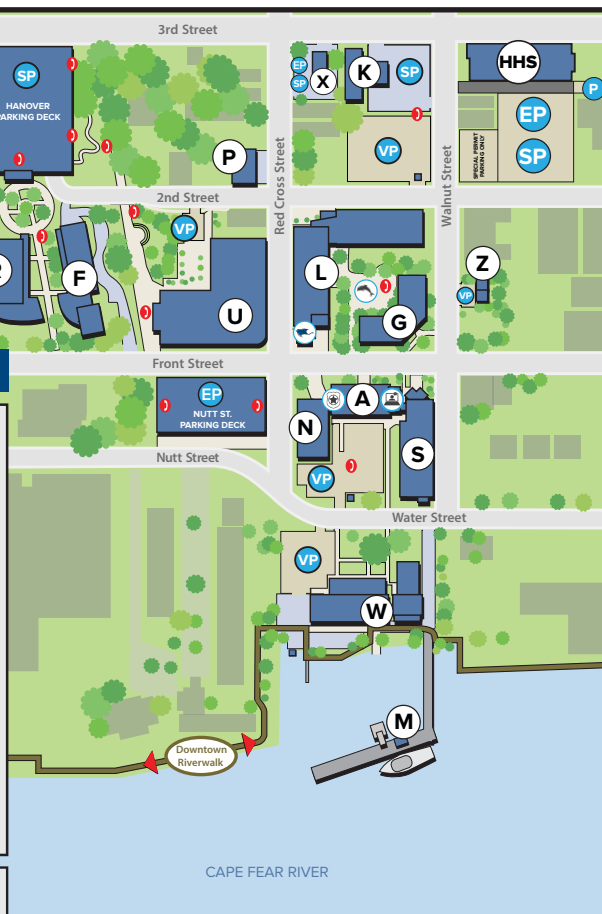 3rd Street
SP
HANOVER
PARKING DECK
EP
SP
X
K
SP
HHS
P
EP
SP
SPECIAL PERMIT
PARKING ONLY
P
VP
Red Cross Street
Walnut Street
2nd Street
VP
F
U
L
G
Z
VP
Front Street
EP
NUTT ST.
PARKING DECK
A
N
S
VP
Nutt Street
Water Street
VP
W
M
Downtown
Riverwalk
CAPE FEAR RIVER